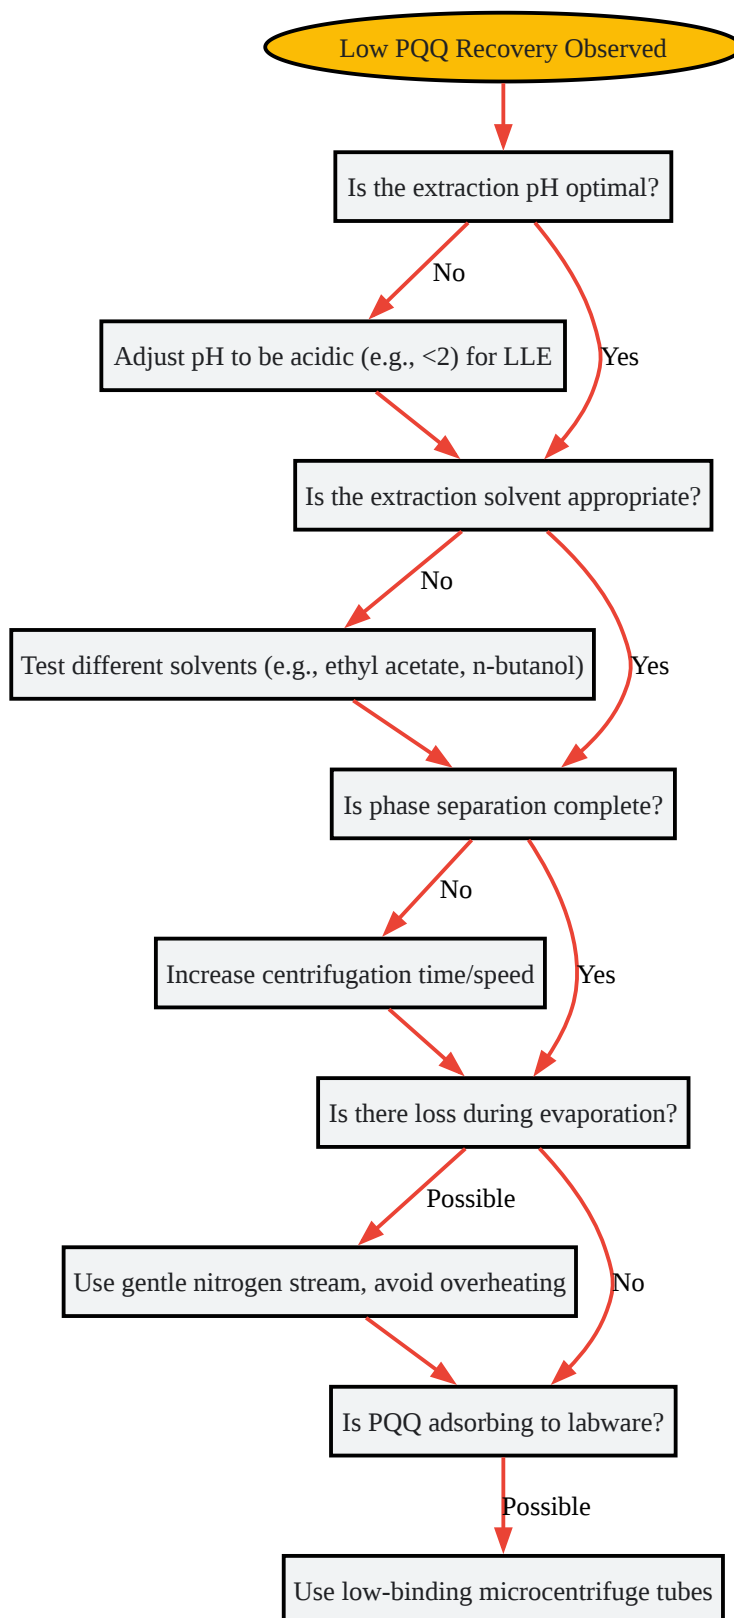 Low PQQ Recovery Observed
Is the extraction pH optimal?
No
Adjust pH to be acidic (e.g., <2) for LLE
Yes
Is the extraction solvent appropriate?
No
Test different solvents (e.g., ethyl acetate, n-butanol)
Yes
Is phase separation complete?
No
Increase centrifugation time/speed
Yes
Is there loss during evaporation?
Possible
Use gentle nitrogen stream, avoid overheating
No
Is PQQ adsorbing to labware?
Possible
Use low-binding microcentrifuge tubes